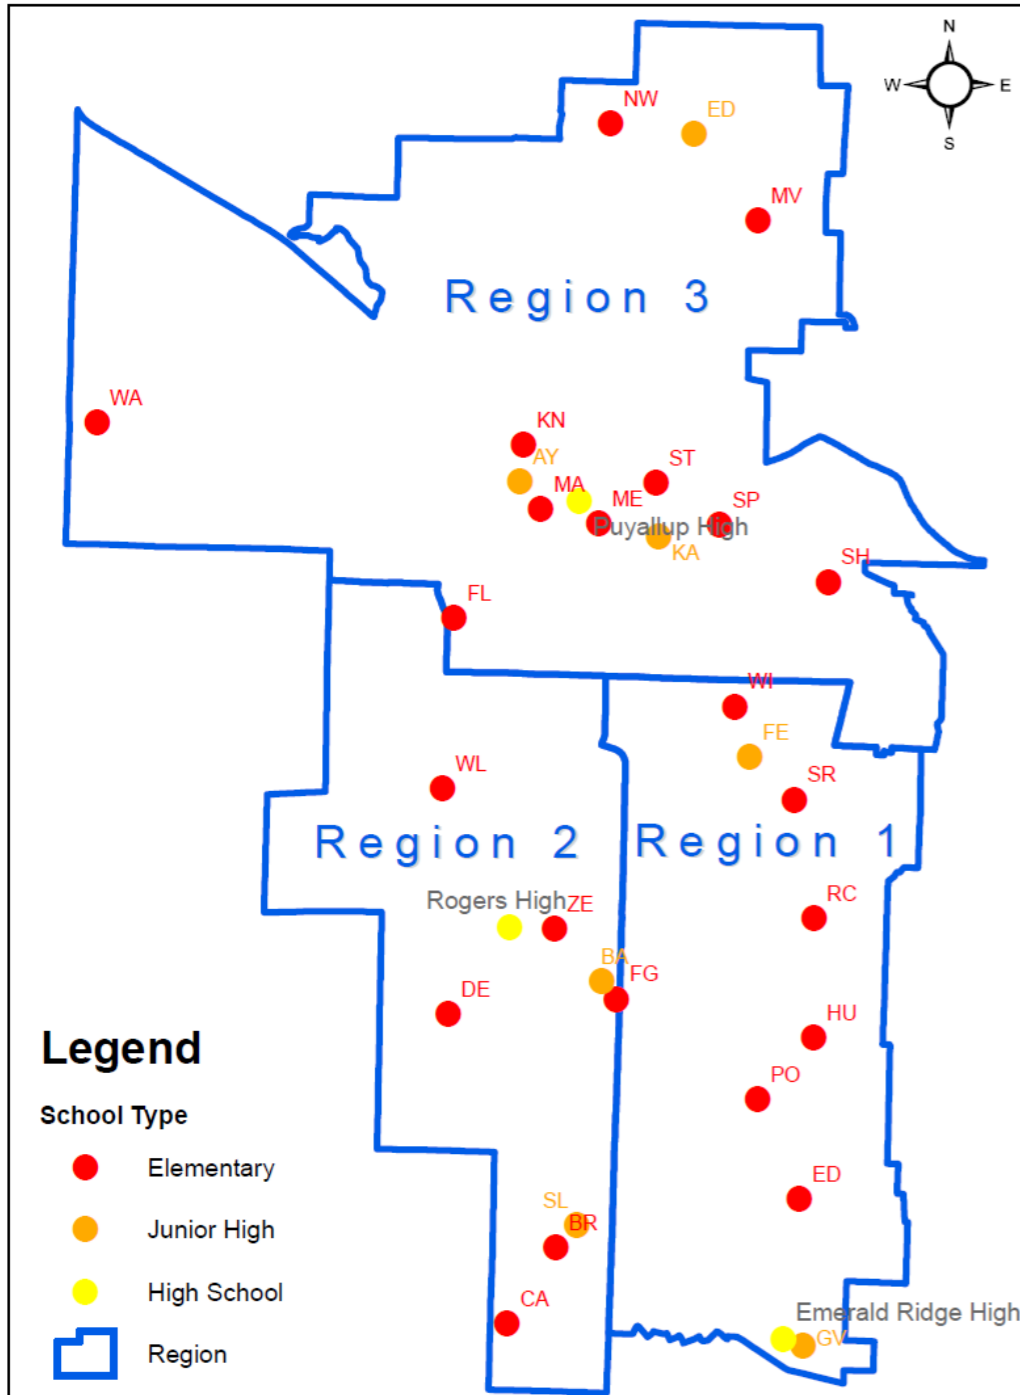 N
W E
S
NW
ED
MV
Region 3
WA
KN
AY
ST
MA
ME
SP
Puyallup High
KA
SH
FL
WI
FE
WL
SR
Region 2
Region 1
Rogers High
ZE
RC
BA
FG
DE
HU
PO
ED
SL
BR
CA
Emerald Ridge High
GV
Legend
School Type
Elementary
Junior High
High School
Region